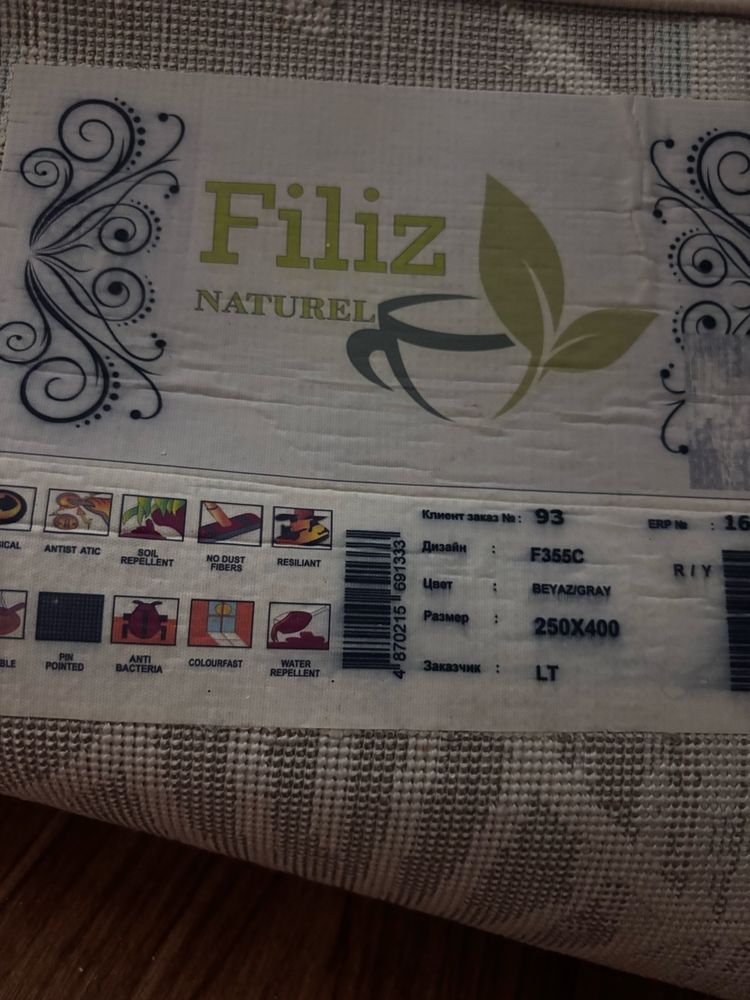 Filiz
NATUREL
ANTIST ATIC
SOIL
REPELLENT
NO DUST
FIBERS
RESILIANT
PIN
POINTED
ANTI
BACTERIA
COLOURFAST
WATER
REPELLENT
4 870215 691333
Клиент заказ № : 93
Дизайн : F355C
Цвет : BEYAZ/GRAY
Размер : 250X400
Заказчик : LT
ERP № : 16
R / Y